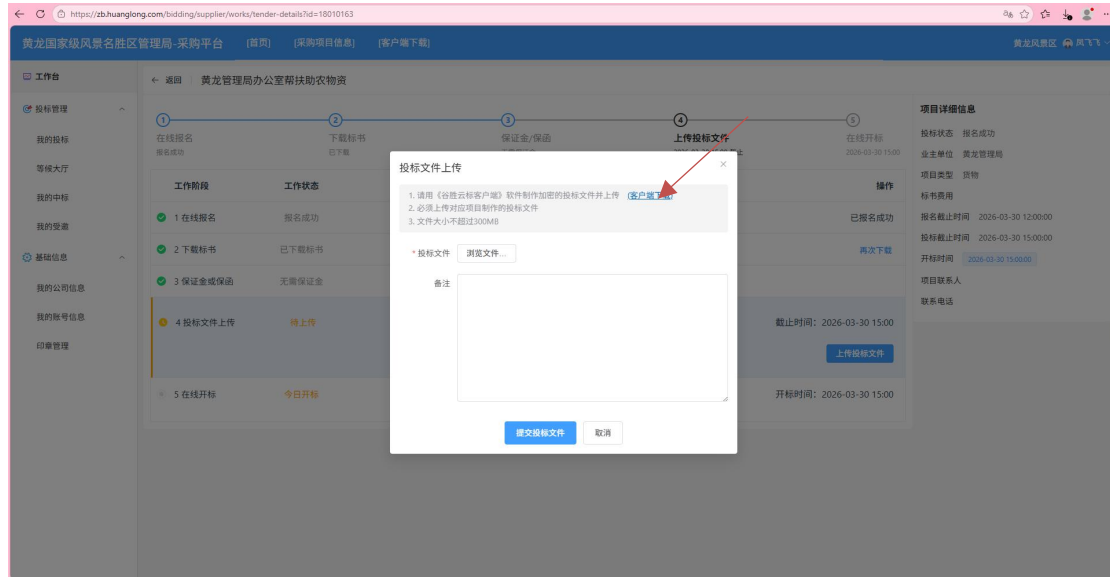 https://zb.huanglong.com/bidding/supplier/works/tender-details?id=18010163
黄龙国家级风景名胜区管理局-采购平台 [首页] [采购项目信息] [客户端下载]
黄龙风景区
工作台
← 返回 黄龙管理局办公室帮扶助农物资
投标管理
我的投标
等候大厅
我的中标
我的受邀
基础信息
我的公司信息
我的账号信息
印章管理
1 2 3 4 5
在线报名 下载标书 保证金/保函 上传投标文件 在线开标
报名成功 已下载 2026-03-30 15:00
工作阶段 工作状态 操作
1 在线报名 报名成功 已报名成功
2 下载标书 已下载标书 再次下载
3 保证金或保函 无需保证金
4 投标文件上传 待上传 截止时间：2026-03-30 15:00
上传投标文件
5 在线开标 今日开标 开标时间：2026-03-30 15:00
投标文件上传 ×
1. 请用《谷胜云标客户端》软件制作加密的投标文件并上传 (客户端下载)
2. 必须上传对应项目制作的投标文件
3. 文件大小不超过300MB
* 投标文件 浏览文件...
备注
提交投标文件 取消
项目详细信息
投标状态 报名成功
业主单位 黄龙管理局
项目类型 货物
标书费用
报名截止时间 2026-03-30 12:00:00
投标截止时间 2026-03-30 15:00:00
开标时间 2026-03-30 15:00:00
项目联系人
联系电话